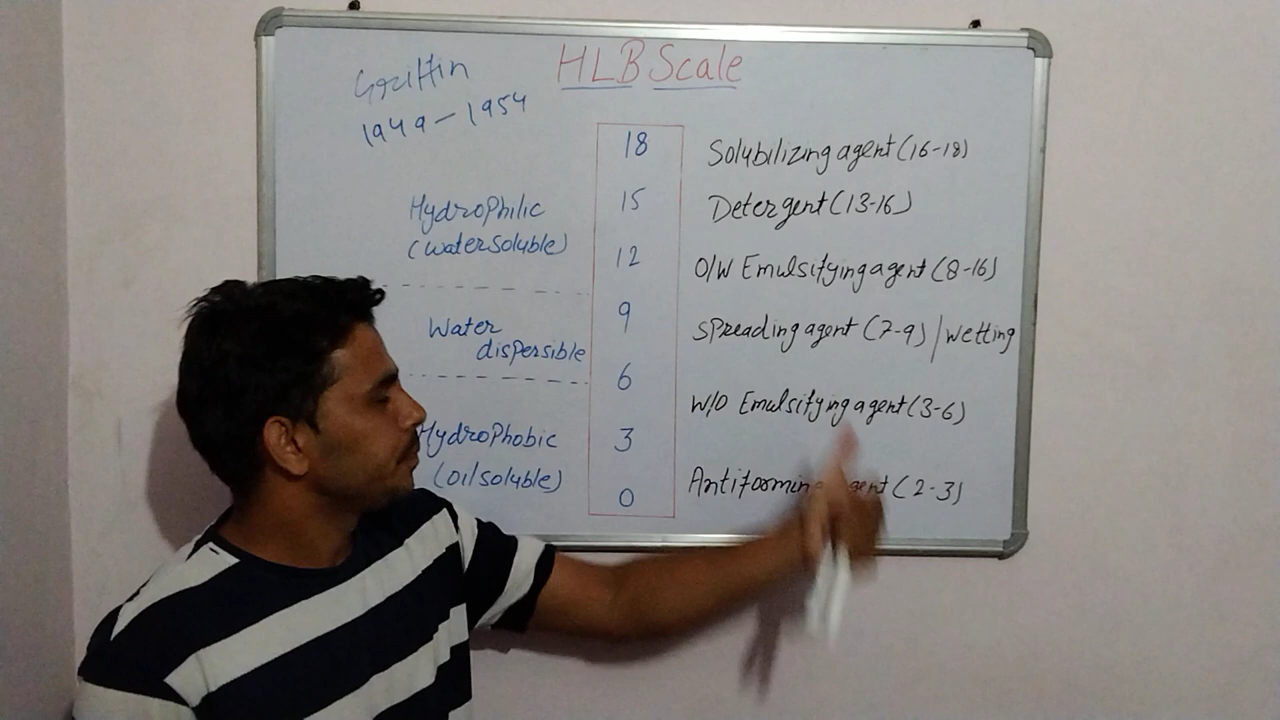 HLB Scale
Griffin
1949-1954
18
15
12
9
6
3
0
Hydrophilic
(water soluble)
Water
dispersible
Hydrophobic
(oil soluble)
Solubilizing agent (16-18)
Detergent (13-16)
O/W Emulsifying agent (8-16)
Spreading agent (7-9) / Wetting
W/O Emulsifying agent (3-6)
Antiforming agent (2-3)